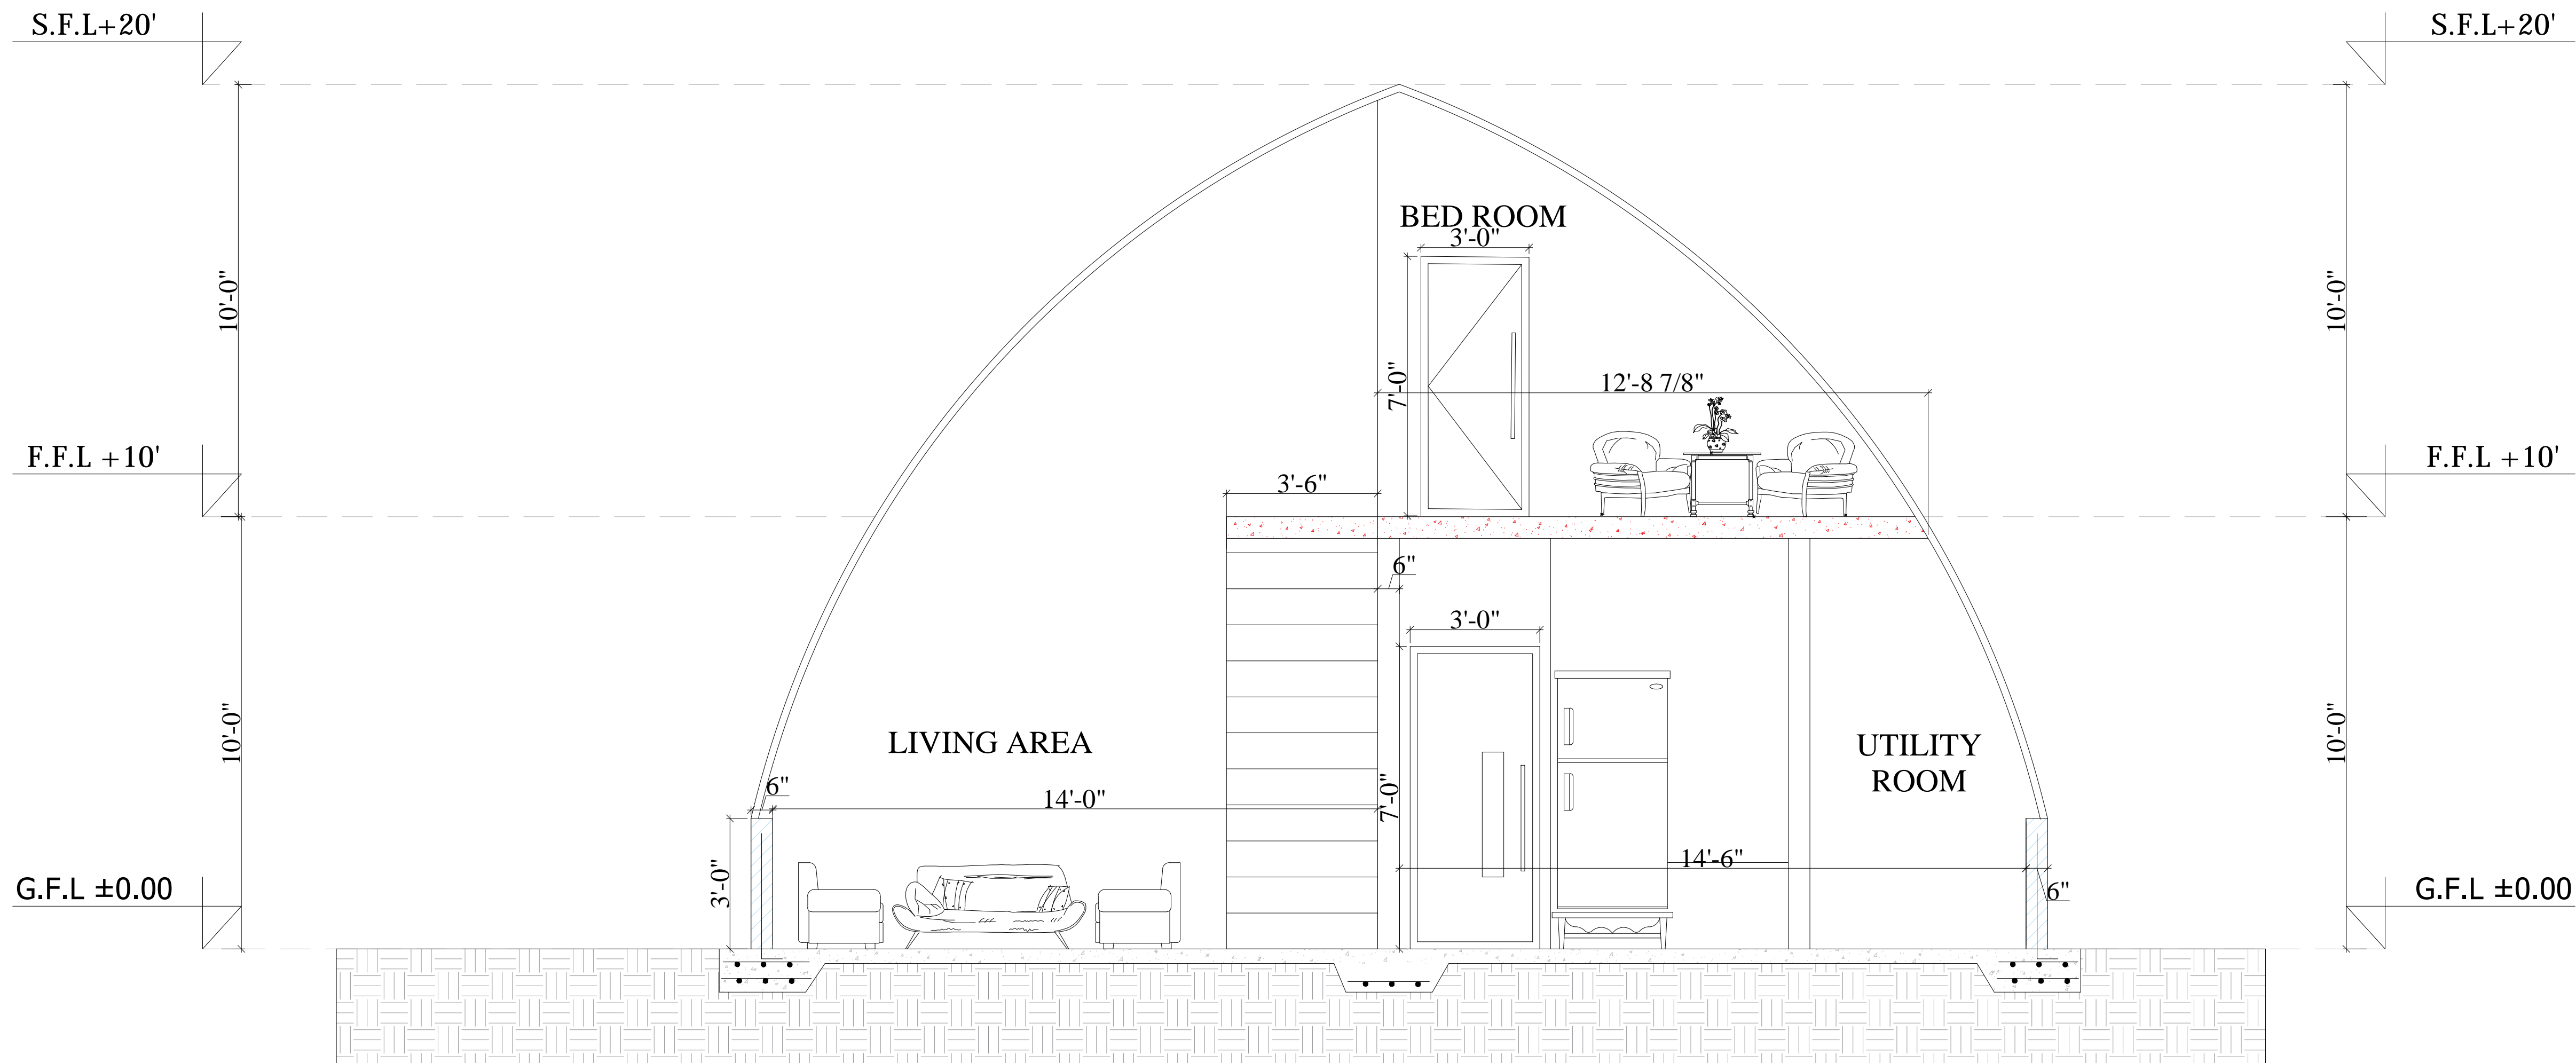 S.F.L+20'
S.F.L+20'
BED ROOM
3'-0"
10'-0"
10'-0"
7'-0"
12'-8 7/8"
F.F.L +10'
F.F.L +10'
3'-6"
6"
3'-0"
10'-0"
LIVING AREA
UTILITY
ROOM
10'-0"
6"
14'-0"
7'-0"
3'-0"
14'-6"
6"
G.F.L ±0.00
G.F.L ±0.00